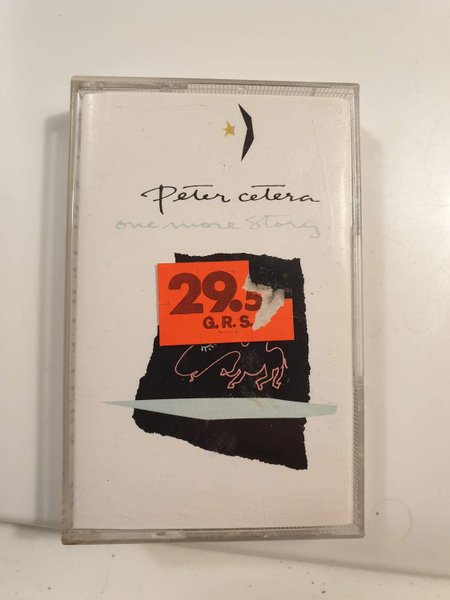 Peter cetera
one more story
29.5
G.R.S.